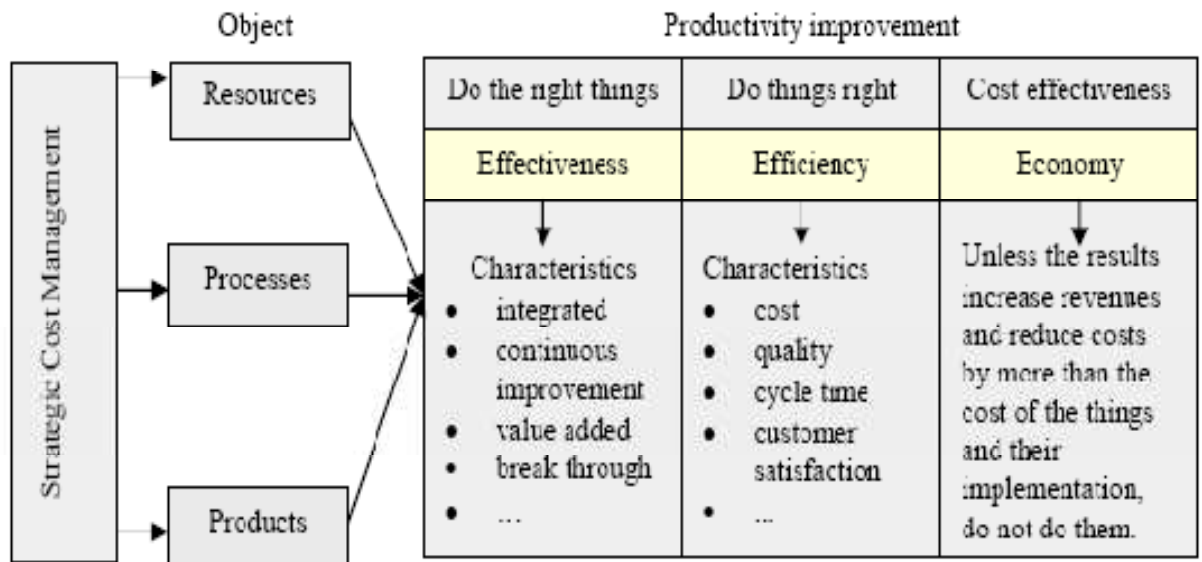 Object
Productivity improvement
Strategic Cost Management
Resources
Processes
Products
Do the right things
Do things right
Cost effectiveness
Effectiveness
Efficiency
Economy
Characteristics
• integrated
• continuous
improvement
• value added
• break through
• ...
Characteristics
• cost
• quality
• cycle time
• customer
satisfaction
• ...
Unless the results
increase revenues
and reduce costs
by more than the
cost of the things
and their
implementation,
do not do them.